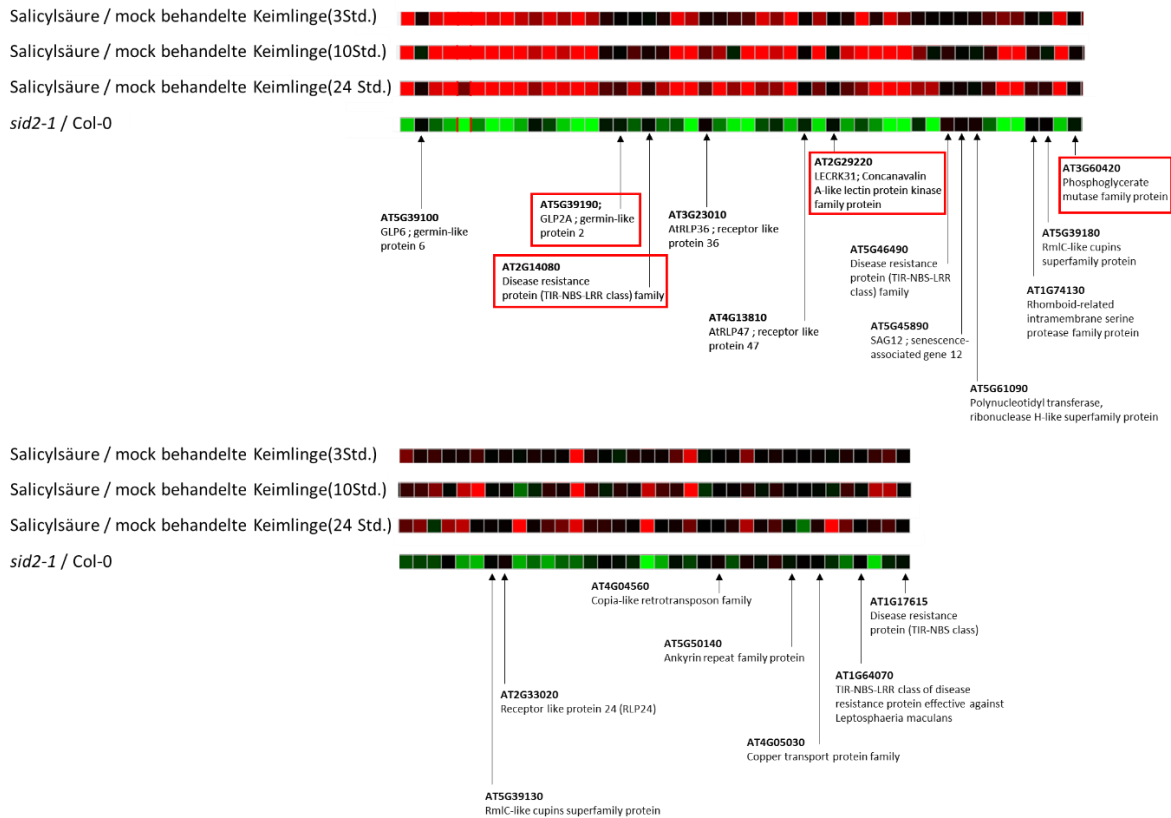 Salicylsäure / mock behandelte Keimlinge(3Std.)
Salicylsäure / mock behandelte Keimlinge(10Std.)
Salicylsäure / mock behandelte Keimlinge(24 Std.)
sid2-1 / Col-0
AT5G39100
GLP6 ; germin-like
protein 6
AT5G39190;
GLP2A ; germin-like
protein 2
AT2G14080
Disease resistance
protein (TIR-NBS-LRR class) family
AT3G23010
AtRLP36 ; receptor like
protein 36
AT4G13810
AtRLP47 ; receptor like
protein 47
AT2G29220
LECRK31; Concanavalin
A-like lectin protein kinase
family protein
AT5G46490
Disease resistance
protein (TIR-NBS-LRR
class) family
AT5G45890
SAG12 ; senescence-
associated gene 12
AT5G61090
Polynucleotidyl transferase,
ribonuclease H-like superfamily protein
AT3G60420
Phosphoglycerate
mutase family protein
AT5G39180
RmlC-like cupins
superfamily protein
AT1G74130
Rhomboid-related
intramembrane serine
protease family protein
Salicylsäure / mock behandelte Keimlinge(3Std.)
Salicylsäure / mock behandelte Keimlinge(10Std.)
Salicylsäure / mock behandelte Keimlinge(24 Std.)
sid2-1 / Col-0
AT4G04560
Copia-like retrotransposon family
AT5G50140
Ankyrin repeat family protein
AT1G17615
Disease resistance
protein (TIR-NBS class)
AT2G33020
Receptor like protein 24 (RLP24)
AT1G64070
TIR-NBS-LRR class of disease
resistance protein effective against
Leptosphaeria maculans
AT4G05030
Copper transport protein family
AT5G39130
RmlC-like cupins superfamily protein